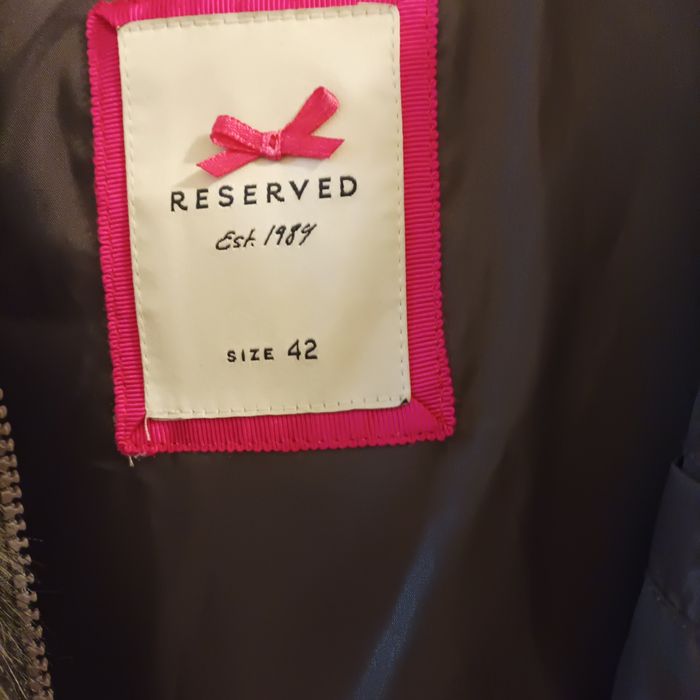 RESERVED
Est. 1989
SIZE 42